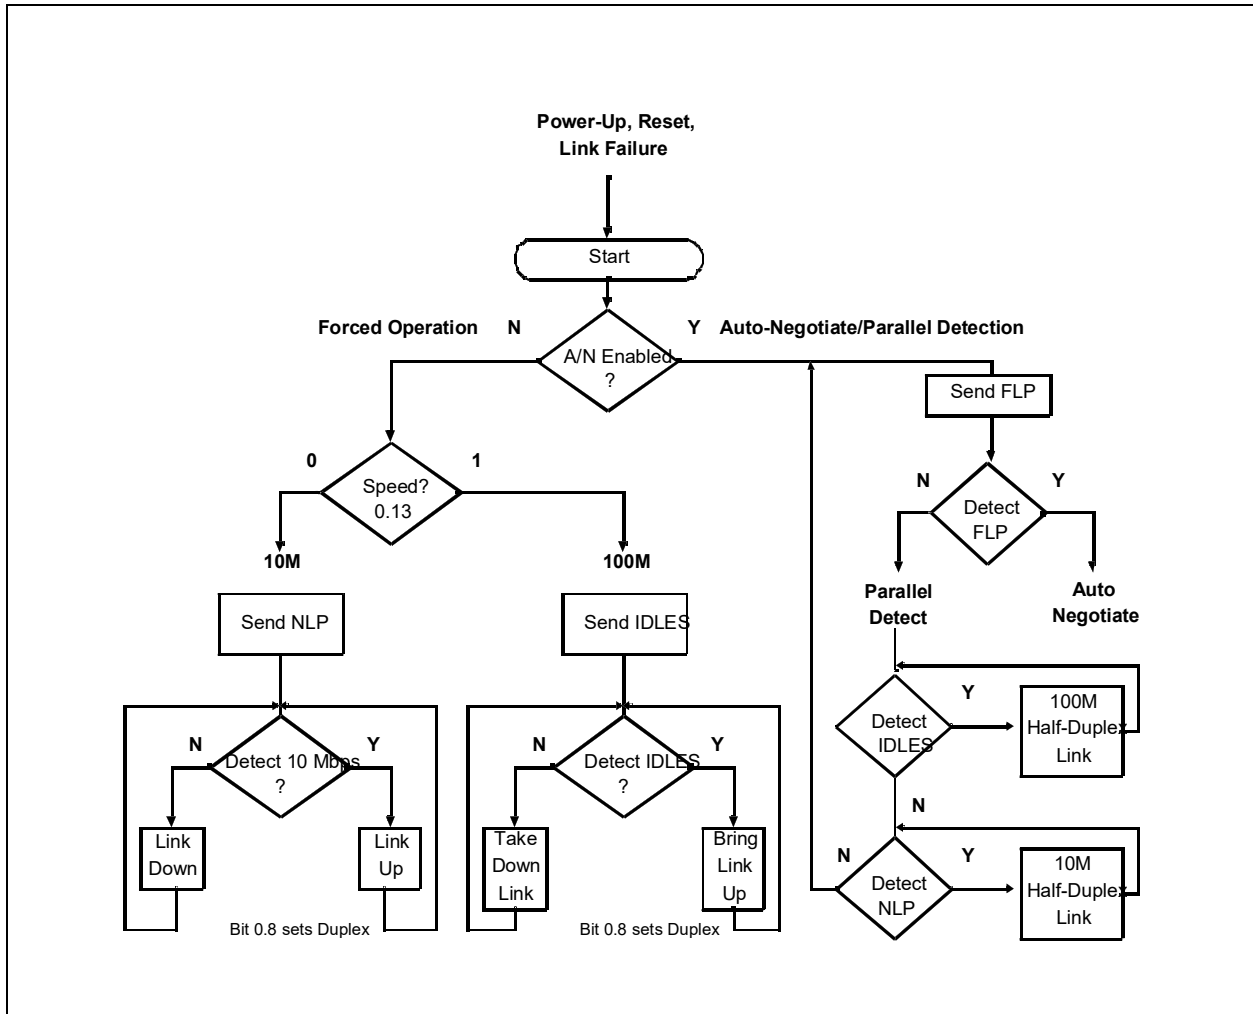 Power-Up, Reset,
Link Failure
Start
Forced Operation N
Y Auto-Negotiate/Parallel Detection
A/N Enabled
?
Send FLP
0
1
Speed?
0.13
N
Y
Detect
FLP
10M
100M
Parallel
Detect
Auto
Negotiate
Send NLP
Send IDLES
N
Y
Detect 10 Mbps
?
N
Y
Detect IDLES
?
Y
Detect
IDLES
100M
Half-Duplex
Link
N
Link
Down
Link
Up
Take
Down
Link
Bring
Link
Up
N
Y
Detect
NLP
10M
Half-Duplex
Link
Bit 0.8 sets Duplex
Bit 0.8 sets Duplex